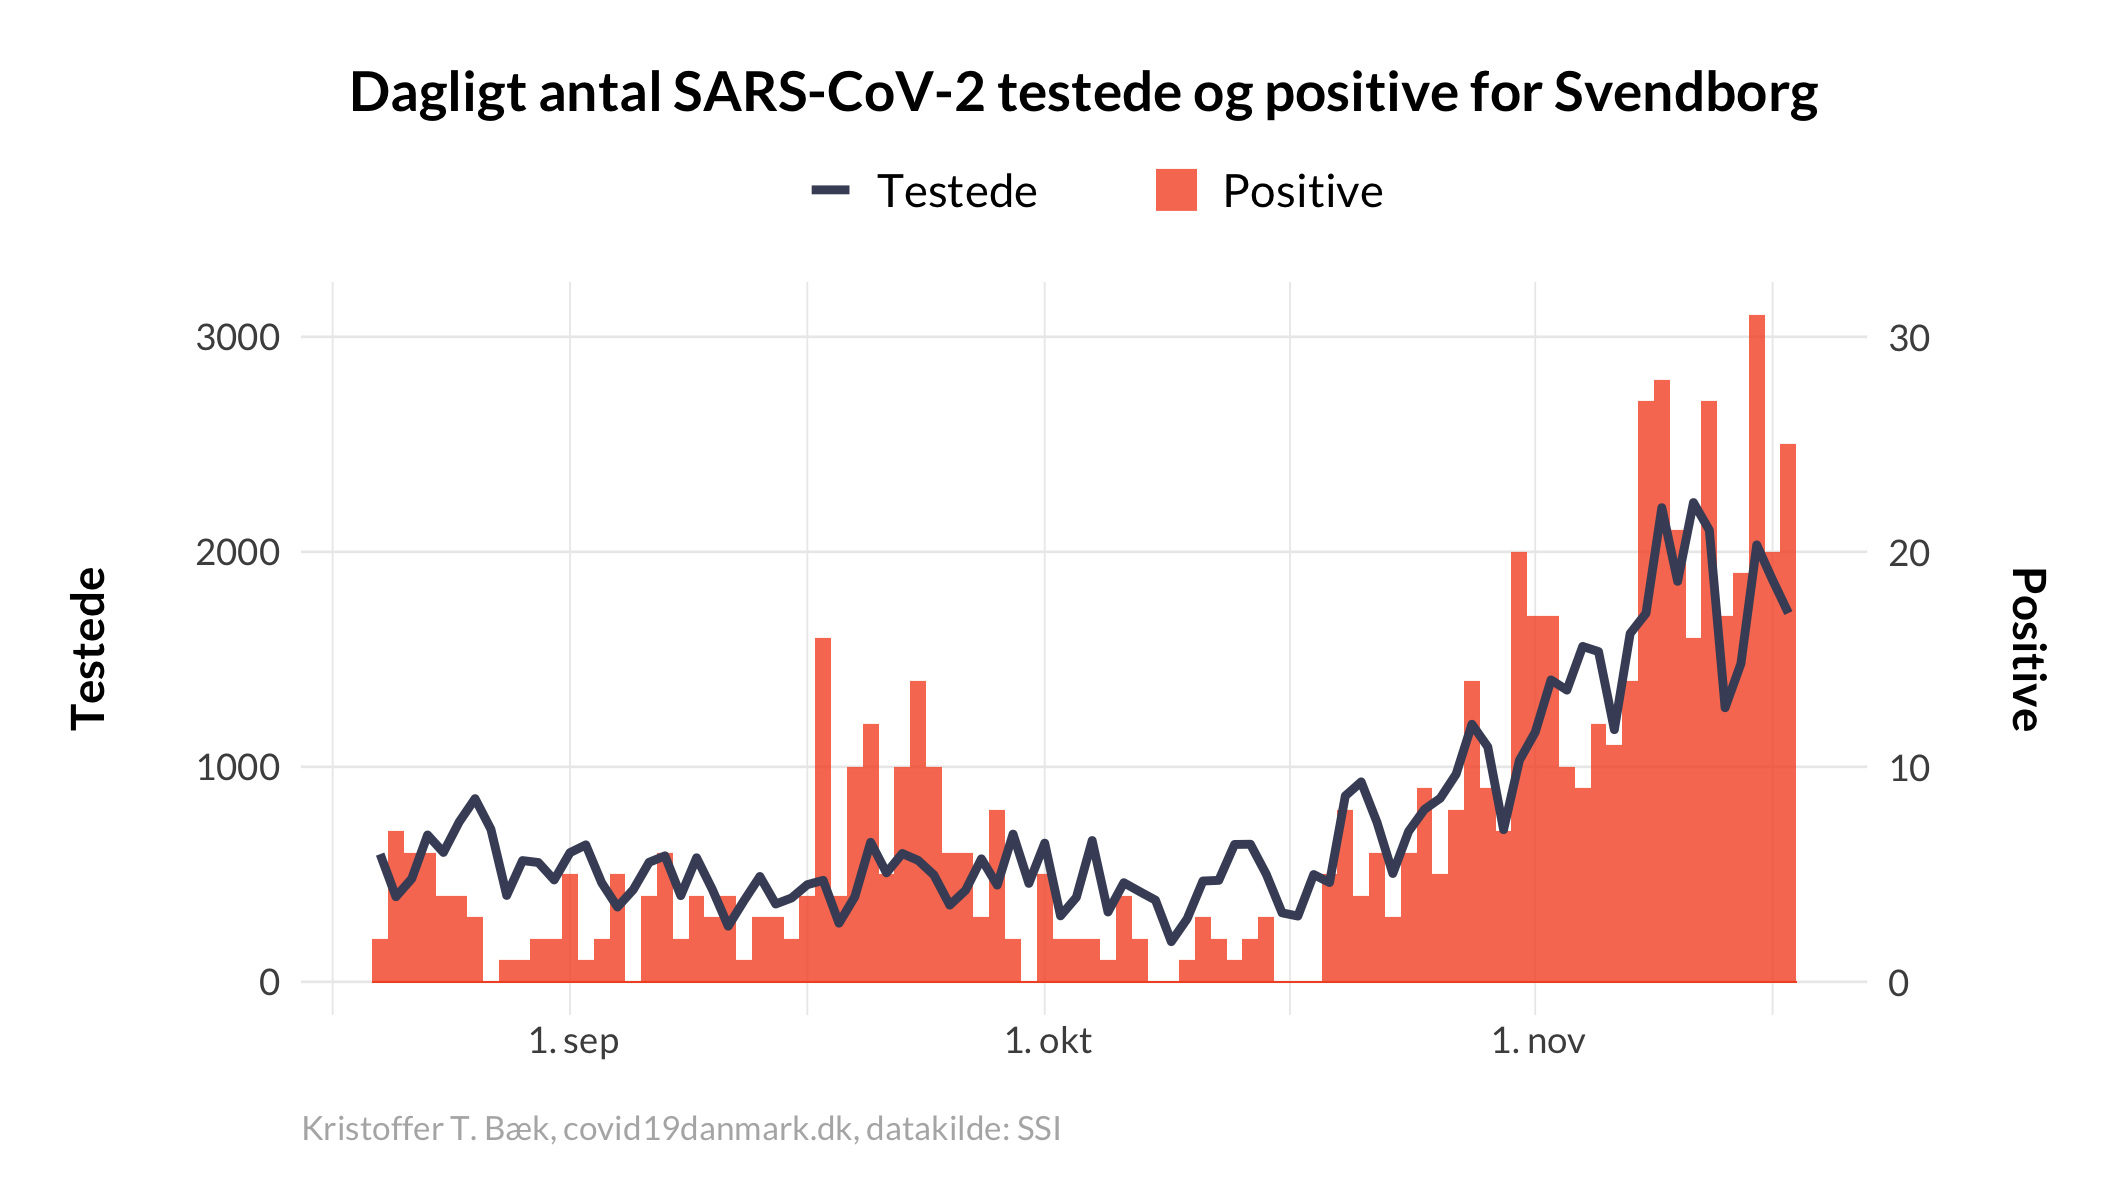 Dagligt antal SARS-CoV-2 testede og positive for Svendborg
Testede
Positive
3000
2000
1000
0
Testede
30
20
10
0
Positive
1. sep
1. okt
1. nov
Kristoffer T. Bæk, covid19danmark.dk, datakilde: SSI